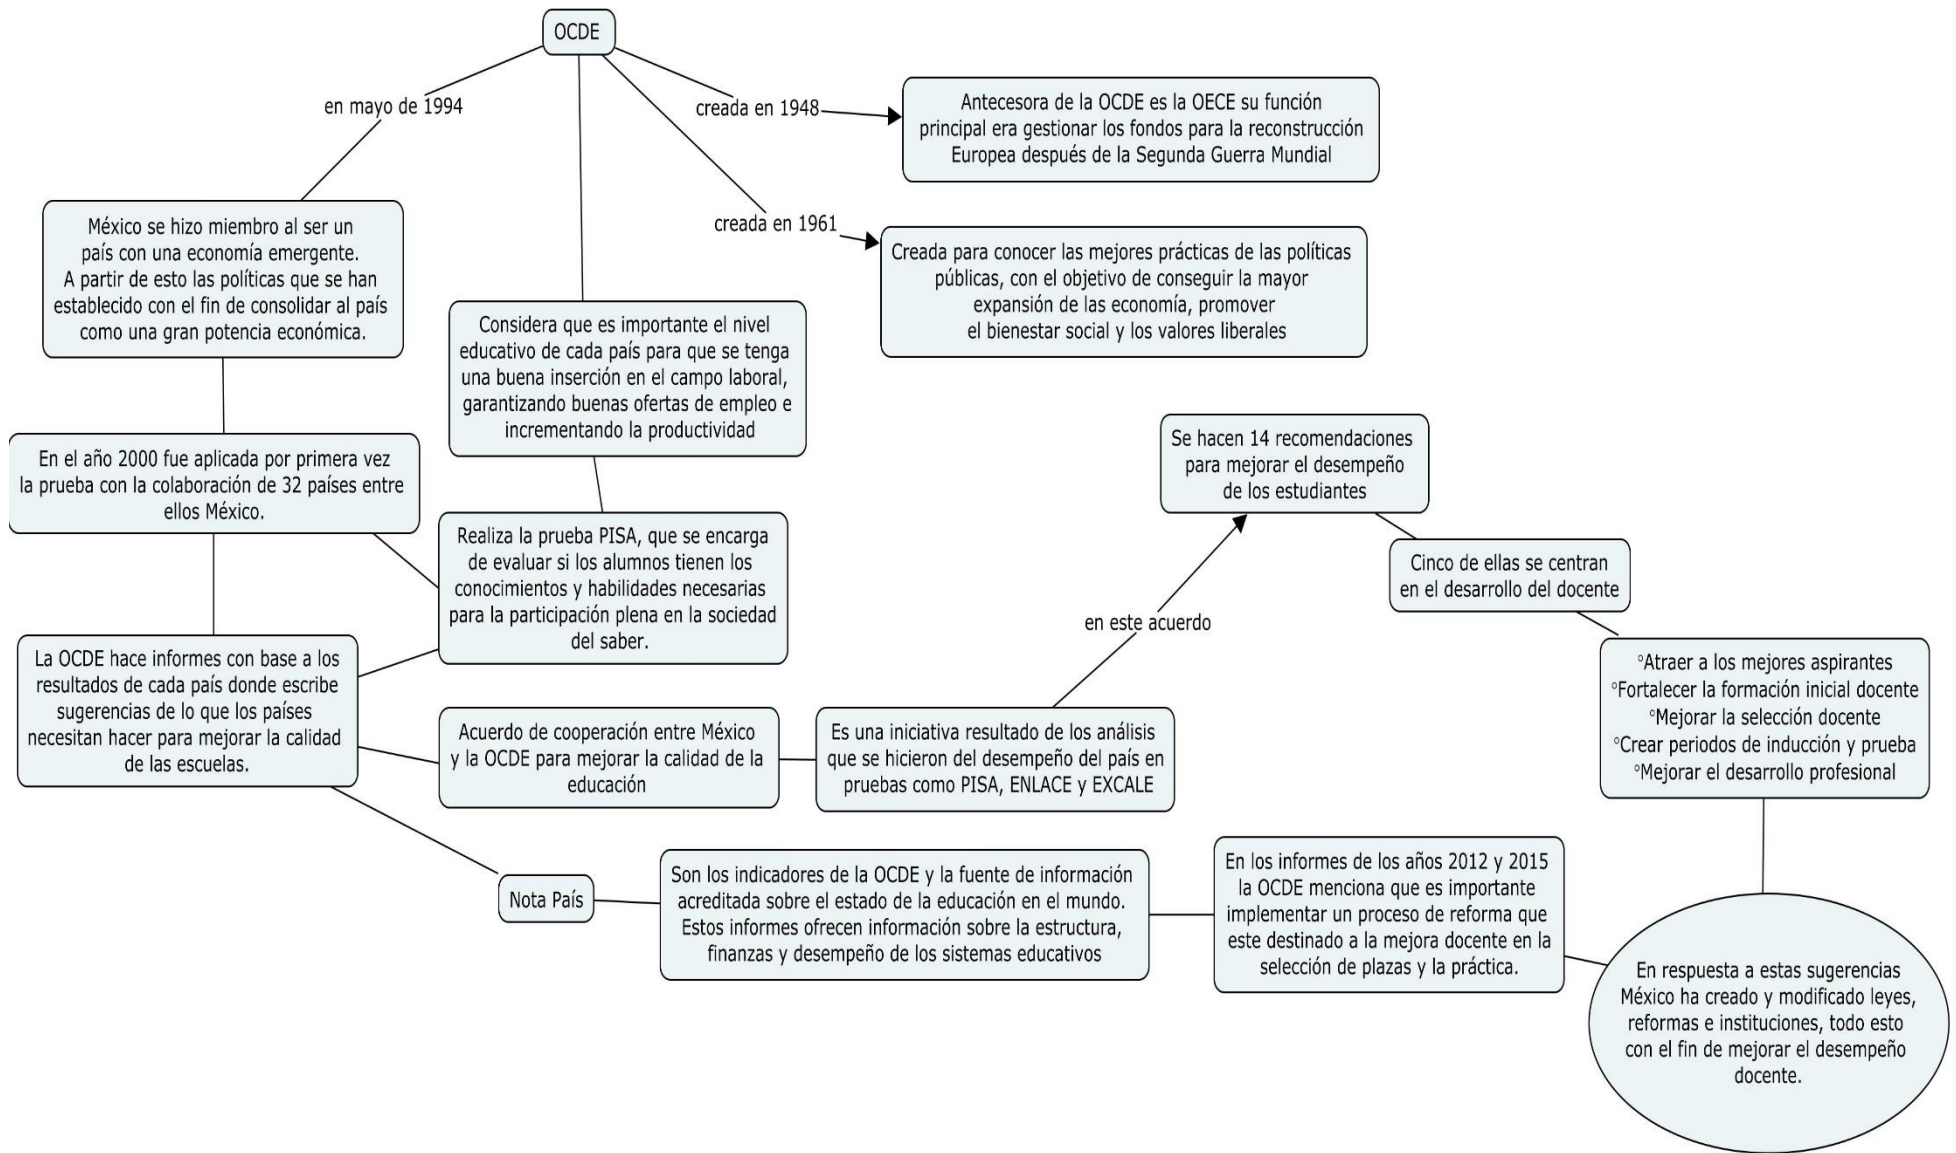 OCDE
en mayo de 1994
creada en 1948
Antecesora de la OCDE es la OECE su función
principal era gestionar los fondos para la reconstrucción
Europea después de la Segunda Guerra Mundial
creada en 1961
Creada para conocer las mejores prácticas de las políticas
públicas, con el objetivo de conseguir la mayor
expansión de las economía, promover
el bienestar social y los valores liberales
México se hizo miembro al ser un
país con una economía emergente.
A partir de esto las políticas que se han
establecido con el fin de consolidar al país
como una gran potencia económica.
Considera que es importante el nivel
educativo de cada país para que se tenga
una buena inserción en el campo laboral,
garantizando buenas ofertas de empleo e
incrementando la productividad
En el año 2000 fue aplicada por primera vez
la prueba con la colaboración de 32 países entre
ellos México.
Realiza la prueba PISA, que se encarga
de evaluar si los alumnos tienen los
conocimientos y habilidades necesarias
para la participación plena en la sociedad
del saber.
Se hacen 14 recomendaciones
para mejorar el desempeño
de los estudiantes
Cinco de ellas se centran
en el desarrollo del docente
en este acuerdo
°Atraer a los mejores aspirantes
°Fortalecer la formación inicial docente
°Mejorar la selección docente
°Crear periodos de inducción y prueba
°Mejorar el desarrollo profesional
La OCDE hace informes con base a los
resultados de cada país donde escribe
sugerencias de lo que los países
necesitan hacer para mejorar la calidad
de las escuelas.
Acuerdo de cooperación entre México
y la OCDE para mejorar la calidad de la
educación
Es una iniciativa resultado de los análisis
que se hicieron del desempeño del país en
pruebas como PISA, ENLACE y EXCALE
Nota País
Son los indicadores de la OCDE y la fuente de información
acreditada sobre el estado de la educación en el mundo.
Estos informes ofrecen información sobre la estructura,
finanzas y desempeño de los sistemas educativos
En los informes de los años 2012 y 2015
la OCDE menciona que es importante
implementar un proceso de reforma que
este destinado a la mejora docente en la
selección de plazas y la práctica.
En respuesta a estas sugerencias
México ha creado y modificado leyes,
reformas e instituciones, todo esto
con el fin de mejorar el desempeño
docente.